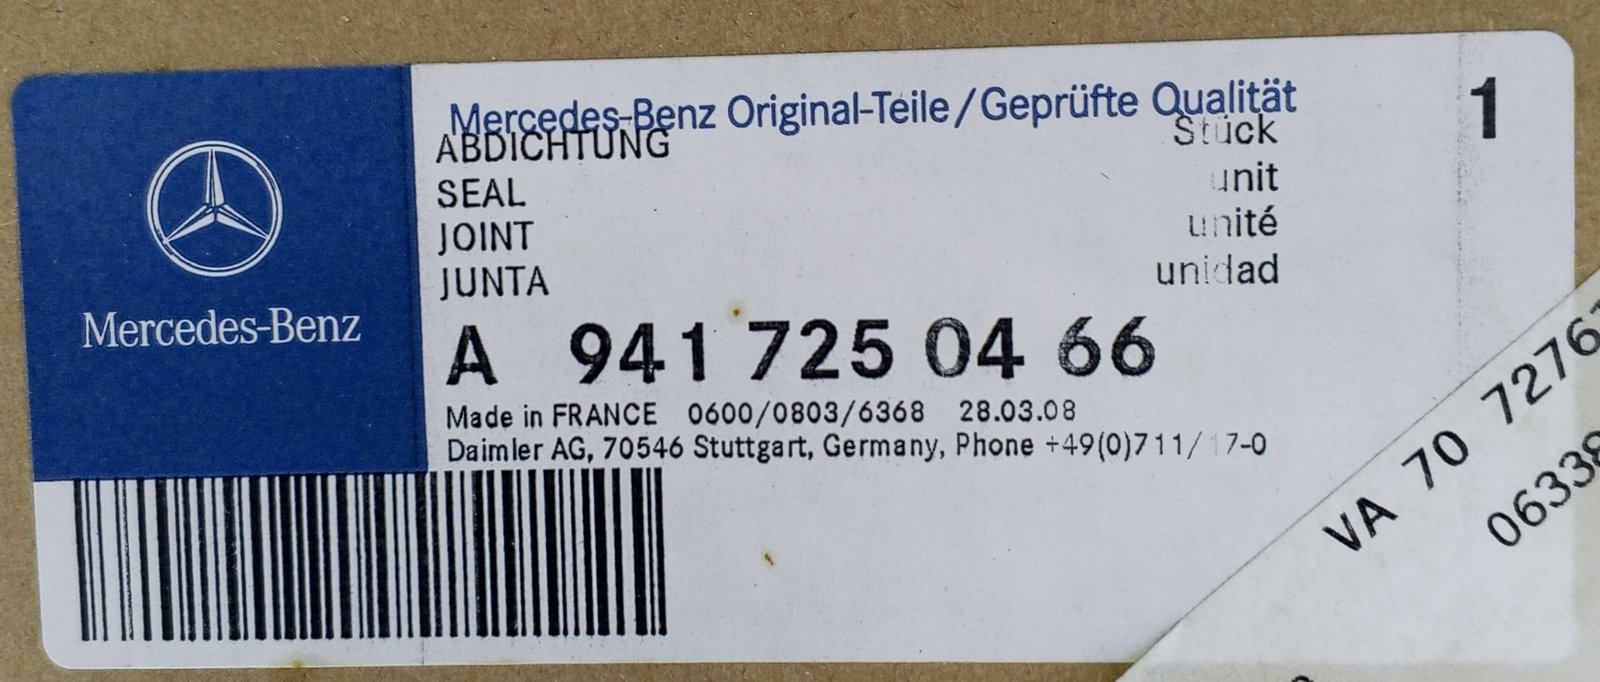 Mercedes-Benz
Mercedes-Benz Original-Teile/Geprüfte Qualität
ABDICHTUNG Stück 1
SEAL unit
JOINT unité
JUNTA unidad
A 941 725 04 66
Made in FRANCE 0600/0803/6368 28.03.08
Daimler AG, 70546 Stuttgart, Germany, Phone +49(0)711/17-0
VA 70